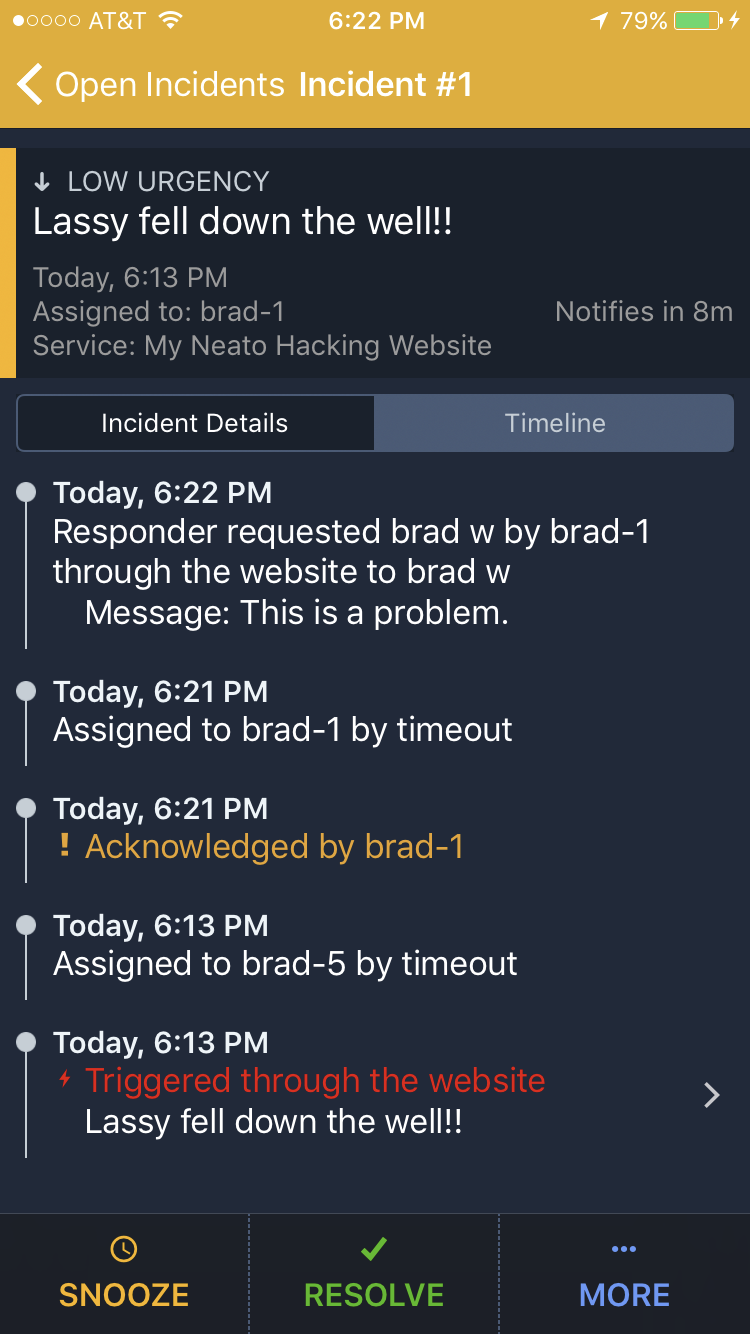 AT&T 6:22 PM 79%
Open Incidents Incident #1
LOW URGENCY
Lassy fell down the well!!
Today, 6:13 PM
Assigned to: brad-1 Notifies in 8m
Service: My Neato Hacking Website
Incident Details Timeline
Today, 6:22 PM
Responder requested brad w by brad-1
through the website to brad w
Message: This is a problem.
Today, 6:21 PM
Assigned to brad-1 by timeout
Today, 6:21 PM
! Acknowledged by brad-1
Today, 6:13 PM
Assigned to brad-5 by timeout
Today, 6:13 PM
Triggered through the website
Lassy fell down the well!!
SNOOZE RESOLVE MORE